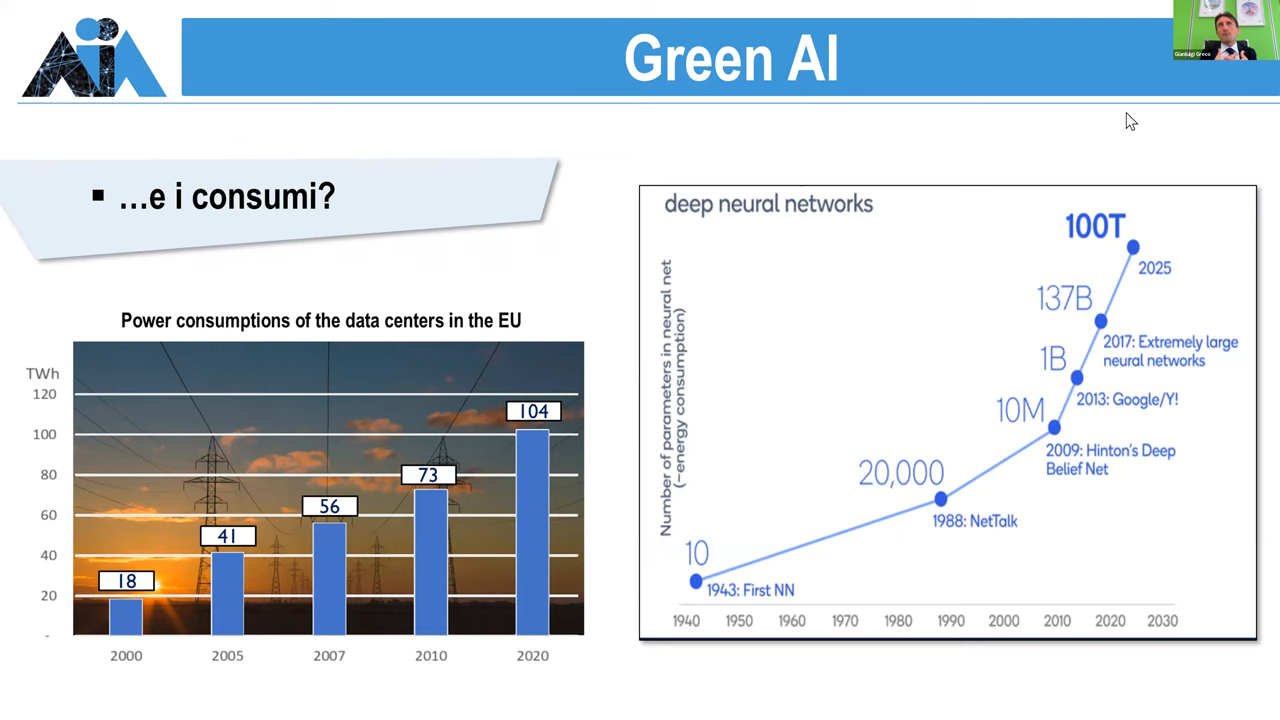 Green AI
Gianluigi Greco
▪ …e i consumi?
Power consumptions of the data centers in the EU
TWh
120
100
80
60
40
20
-
18
41
56
73
104
2000
2005
2007
2010
2020
deep neural networks
Number of parameters in neural net
(~energy consumption)
100T
2025
137B
2017: Extremely large
neural networks
1B
2013: Google/Y!
10M
2009: Hinton's Deep
Belief Net
20,000
1988: NetTalk
10
1943: First NN
1940 1950 1960 1970 1980 1990 2000 2010 2020 2030